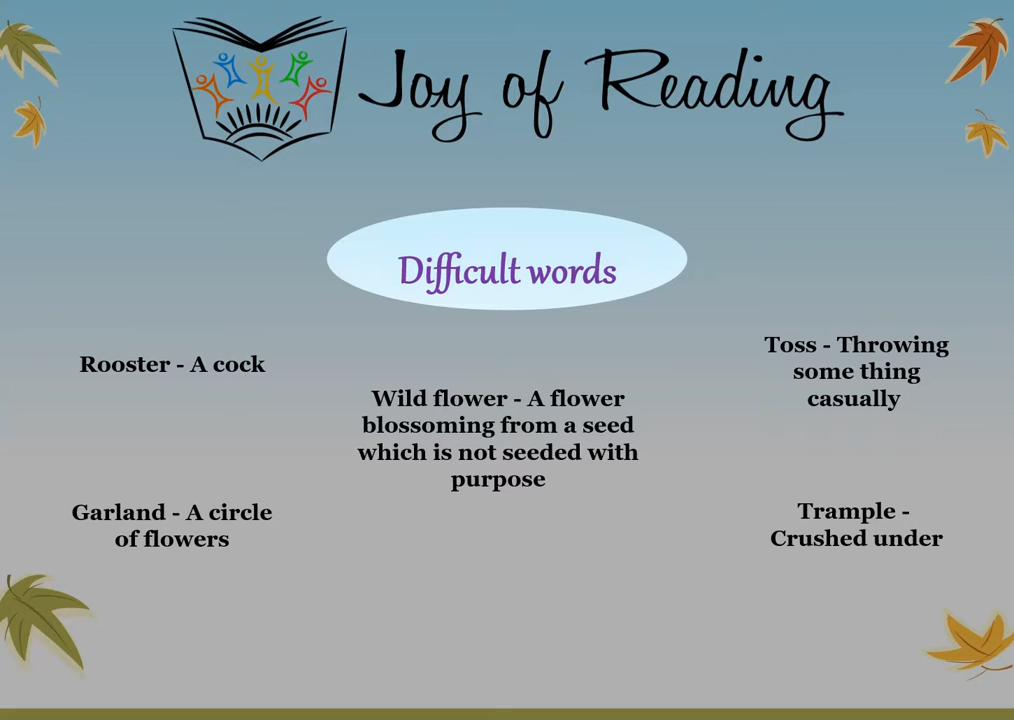 Joy of Reading
Difficult words
Rooster - A cock
Wild flower - A flower
blossoming from a seed
which is not seeded with
purpose
Toss - Throwing
some thing
casually
Garland - A circle
of flowers
Trample -
Crushed under